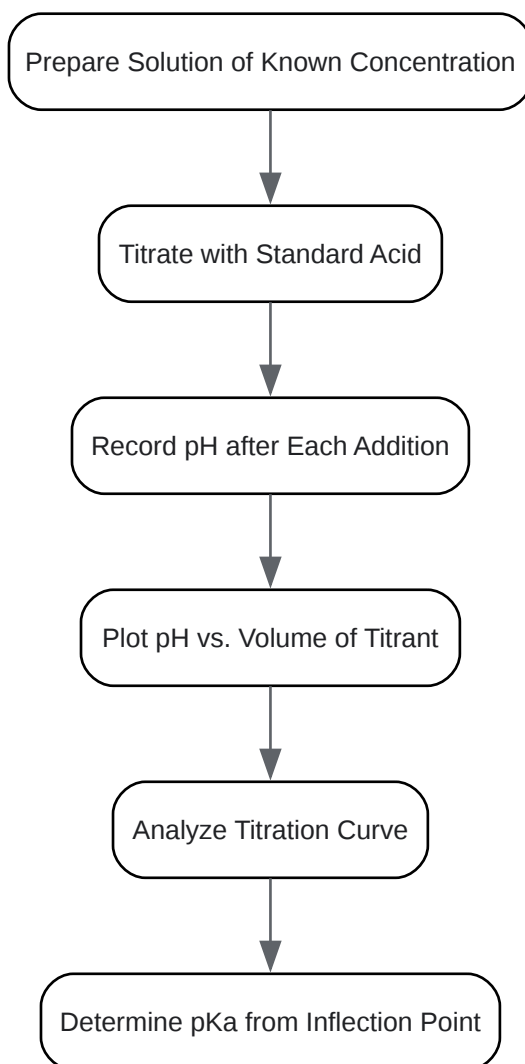 Prepare Solution of Known Concentration
Titrate with Standard Acid
Record pH after Each Addition
Plot pH vs. Volume of Titrant
Analyze Titration Curve
Determine pKa from Inflection Point